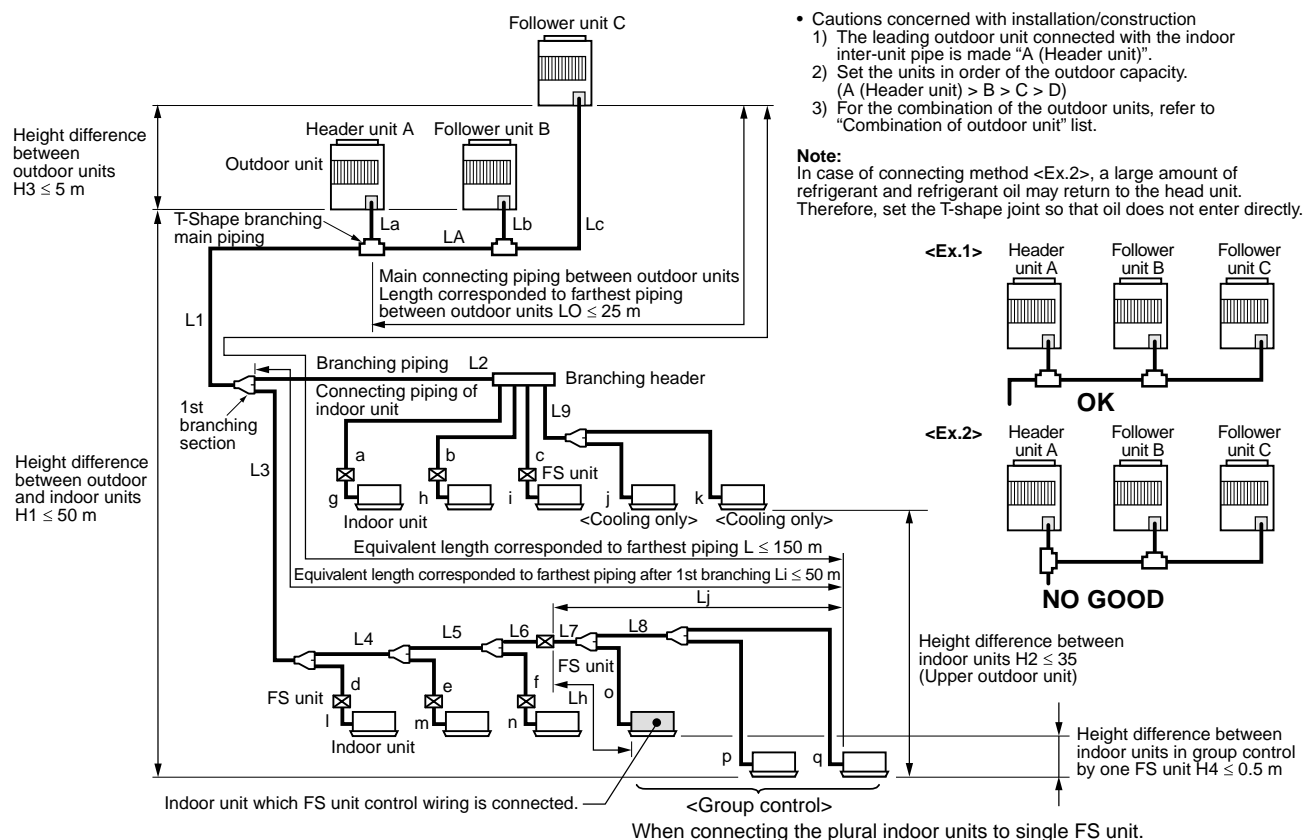 Follower unit C
Height difference
between
outdoor units
H3 ≤ 5 m
Header unit A
Follower unit B
Outdoor unit
T-Shape branching
main piping
La
LA
Lb
Lc
Main connecting piping between outdoor units
Length corresponded to farthest piping
between outdoor units LO ≤ 25 m
L1
Branching piping
L2
Branching header
Connecting piping of
indoor unit
1st
branching
section
L9
L3
a
b
c
FS unit
g
h
i
j
k
Indoor unit
<Cooling only>
<Cooling only>
Height difference
between outdoor
and indoor units
H1 ≤ 50 m
Equivalent length corresponded to farthest piping L ≤ 150 m
Equivalent length corresponded to farthest piping after 1st branching Li ≤ 50 m
Lj
L4
L5
L6
L7
L8
FS unit
d
e
f
o
FS unit
Lh
l
m
n
Indoor unit
p
q
Indoor unit which FS unit control wiring is connected.
<Group control>
When connecting the plural indoor units to single FS unit.
• Cautions concerned with installation/construction
1) The leading outdoor unit connected with the indoor
inter-unit pipe is made “A (Header unit)”.
2) Set the units in order of the outdoor capacity.
(A (Header unit) > B > C > D)
3) For the combination of the outdoor units, refer to
“Combination of outdoor unit” list.
Note:
In case of connecting method <Ex.2>, a large amount of
refrigerant and refrigerant oil may return to the head unit.
Therefore, set the T-shape joint so that oil does not enter directly.
<Ex.1>
Header
unit A
Follower
unit B
Follower
unit C
OK
<Ex.2>
Header
unit A
Follower
unit B
Follower
unit C
NO GOOD
Height difference between
indoor units H2 ≤ 35
(Upper outdoor unit)
Height difference between
indoor units in group control
by one FS unit H4 ≤ 0.5 m